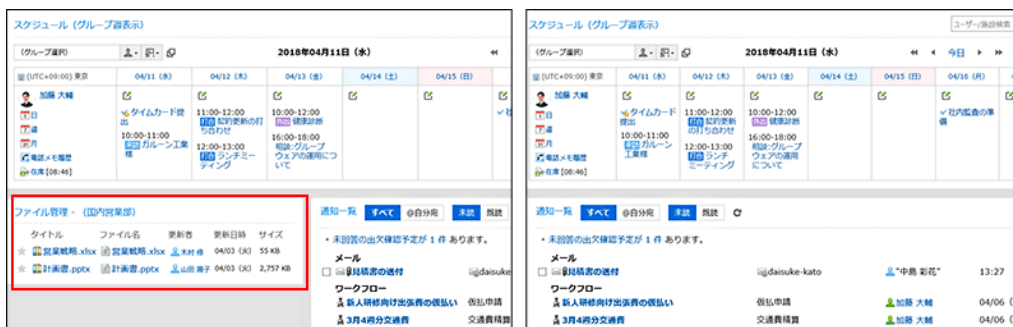 スケジュール（グループ週表示）
（グループ選択）
2018年04月11日（水）
(UTC+09:00) 東京
04/11（水）
04/12（木）
04/13（金）
04/14（土）
04/15（日）
加藤 大輔
日
週
月
電話メモ履歴
在席 [08:46]
タイムカード提出
10:00-11:00
来訪 ガルーン工業様
11:00-12:00
打合 契約更新の打ち合わせ
12:00-13:00
打合 ランチミーティング
10:00-12:00
外出 健康診断
16:00-18:00
相談:グループウェアの運用について
ファイル管理 - （国内営業部）
タイトル ファイル名 更新者 更新日時 サイズ
営業戦略.xlsx 営業戦略.xlsx 木村 修 04/03（火） 55 KB
計画書.pptx 計画書.pptx 山田 陽子 04/03（火） 2,757 KB
通知一覧 すべて @自分宛 未読 既読
・未回答の出欠確認予定が 1 件 あります。
メール
見積書の送付 daisuke
ワークフロー
新人研修向け出張費の仮払い 仮払申請
3月4週分交通費 交通費精算
スケジュール（グループ週表示）
ユーザー/施設検索
（グループ選択）
2018年04月11日（水）
今日
(UTC+09:00) 東京
04/11（水）
04/12（木）
04/13（金）
04/14（土）
04/15（日）
04/16（月）
加藤 大輔
日
週
月
電話メモ履歴
在席 [08:46]
タイムカード提出
10:00-11:00
来訪 ガルーン工業様
11:00-12:00
打合 契約更新の打ち合わせ
12:00-13:00
打合 ランチミーティング
10:00-12:00
外出 健康診断
16:00-18:00
相談:グループウェアの運用について
社内監査の準備
通知一覧 すべて @自分宛 未読 既読
・未回答の出欠確認予定が 1 件 あります。
メール
見積書の送付 daisuke-kato "中島 彩花" 13:27
ワークフロー
新人研修向け出張費の仮払い 仮払申請 加藤 大輔 04/06
3月4週分交通費 交通費精算 加藤 大輔 04/06